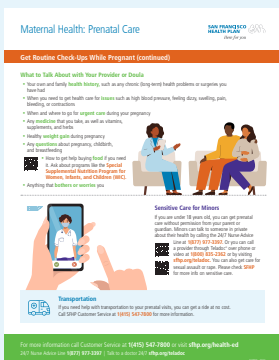 Maternal Health: Prenatal Care
SAN FRANCISCO
HEALTH PLAN
Here for you
Get Routine Check-Ups While Pregnant (continued)
What to Talk About with Your Provider or Doula
• Your own and family health history, such as any chronic (long-term) health problems or surgeries you
have had
• When you need to get health care for issues such as high blood pressure, feeling dizzy, swelling, pain,
bleeding, or contractions
• When and where to go for urgent care during your pregnancy
• Any medicine that you take, as well as vitamins,
supplements, and herbs
• Healthy weight gain during pregnancy
• Any questions about pregnancy, childbirth,
and breastfeeding
• How to get help buying food if you need
it. Ask about programs like the Special
Supplemental Nutrition Program for
Women, Infants, and Children (WIC).
• Anything that bothers or worries you
Sensitive Care for Minors
If you are under 18 years old, you can get prenatal
care without permission from your parents or
guardian. Minors can talk to someone in private
about their health by calling the 24/7 Nurse Advice
Line at 1(877) 977-3397. Or you can call
a provider through Teladoc® over phone or
video at 1(800) 835-2362 or by visiting
sfhp.org/teladoc. You can also get care for
sexual assault or rape. Please check SFHP
for more info on sensitive care.
Transportation
If you need help with transportation to your prenatal visits, you can get a ride at no cost.
Call SFHP Customer Service at 1(415) 547-7800 for more information.
For more information call Customer Service at 1(415) 547-7800 or visit sfhp.org/health-ed
24/7 Nurse Advice Line 1(877) 977-3397 | Talk to a doctor 24/7 sfhp.org/teladoc